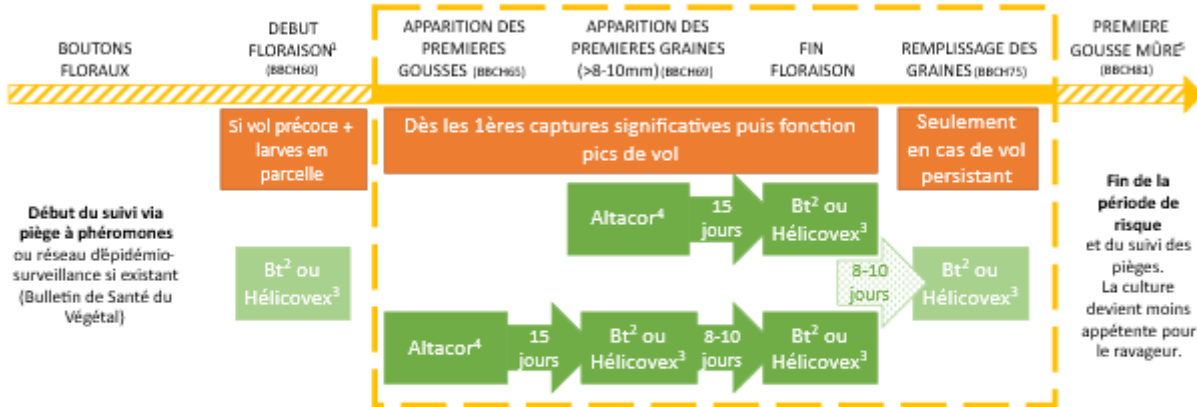 BOUTONS
FLORAUX
DEBUT
FLORAISON¹
(BBCH60)
APPARITION DES
PREMIERES
GOUSSES (BBCH65)
APPARITION DES
PREMIERES GRAINES
(>8-10mm) (BBCH69)
FIN
FLORAISON
REMPLISSAGE DES
GRAINES (BBCH75)
PREMIERE
GOUSSE MÛRE⁵
(BBCH81)
Si vol précoce +
larves en
parcelle
Dès les 1ères captures significatives puis fonction
pics de vol
Seulement
en cas de vol
persistant
Début du suivi via
piège à phéromones
ou réseau d'épidémio-
surveillance si existant
(Bulletin de Santé du
Végétal)
Bt² ou
Hélicovex³
Altacor⁴
15
jours
Bt² ou
Hélicovex³
8-10
jours
Bt² ou
Hélicovex³
Altacor⁴
15
jours
Bt² ou
Hélicovex³
8-10
jours
Bt² ou
Hélicovex³
Fin de la
période de
risque
et du suivi des
pièges.
La culture
devient moins
appétente pour
le ravageur.